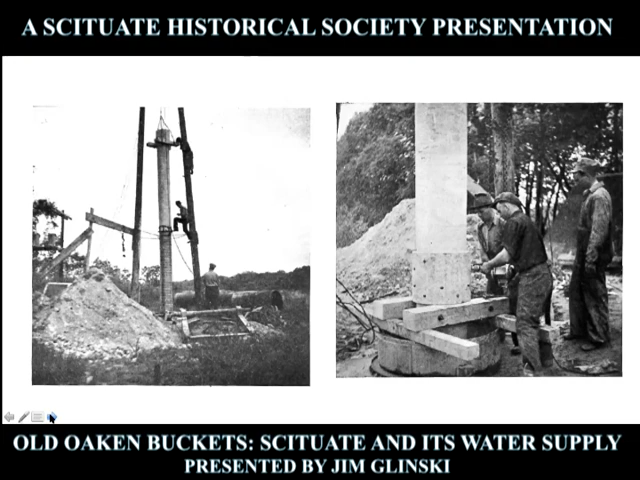 A SCITUATE HISTORICAL SOCIETY PRESENTATION
OLD OAKEN BUCKETS: SCITUATE AND ITS WATER SUPPLY
PRESENTED BY JIM GLINSKI